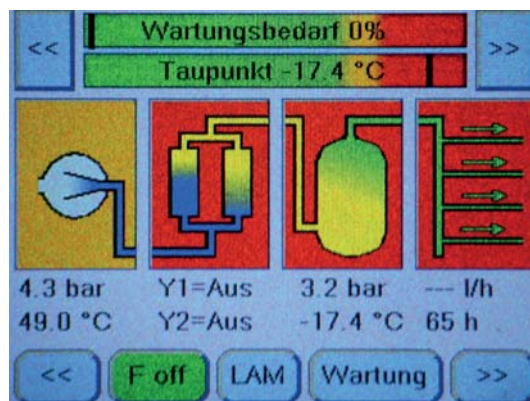 << Wartungsbedarf 0% >>
Taupunkt -17.4 °C
4.3 bar Y1=Aus 3.2 bar --- l/h
49.0 °C Y2=Aus -17.4 °C 65 h
<< F off LAM Wartung >>